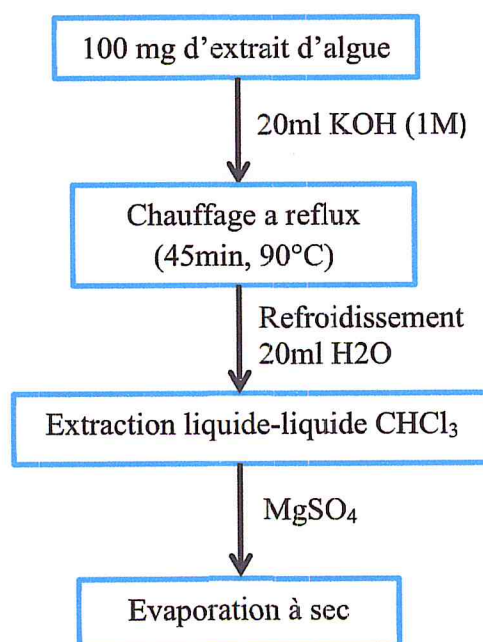 100 mg d'extrait d'algue
20ml KOH (1M)
Chauffage a reflux
(45min, 90°C)
Refroidissement
20ml H2O
Extraction liquide-liquide CHCl₃
MgSO₄
Evaporation à sec